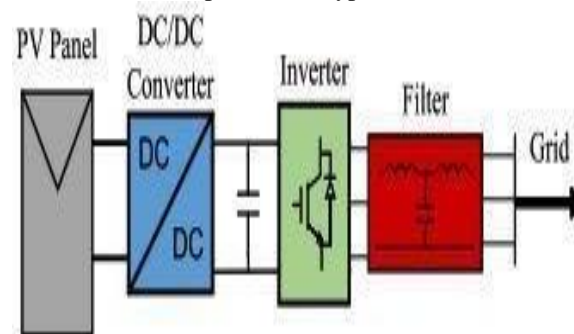 PV Panel
DC/DC
Converter
Inverter
Filter
Grid
DC
DC